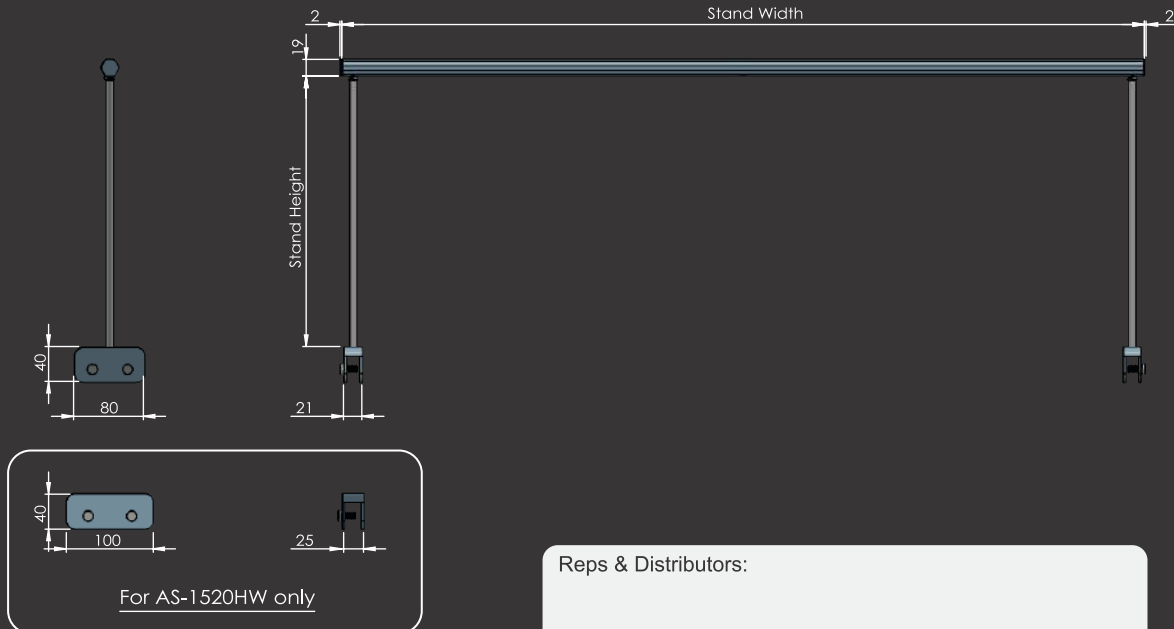 2
Stand Width
2
19
Stand Height
40
80
21
40
100
25
For AS-1520HW only
Reps & Distributors: